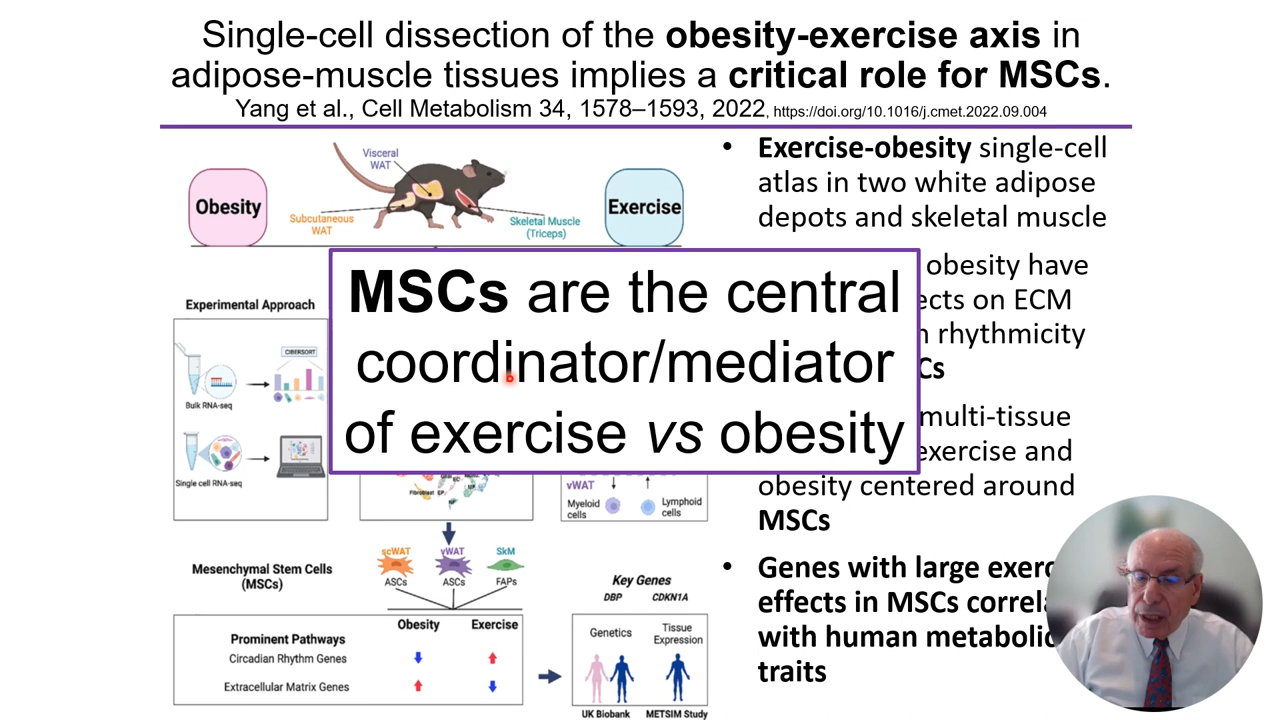 Single-cell dissection of the obesity-exercise axis in
adipose-muscle tissues implies a critical role for MSCs.
Yang et al., Cell Metabolism 34, 1578–1593, 2022, https://doi.org/10.1016/j.cmet.2022.09.004
Visceral
WAT
Obesity
Exercise
Subcutaneous
WAT
Skeletal Muscle
(Triceps)
Experimental Approach
CIBERSORT
Bulk RNA-seq
Single cell RNA-seq
MSCs are the central
coordinator/mediator
of exercise vs obesity
Fibroblast
vWAT
Myeloid
cells
Lymphoid
cells
Mesenchymal Stem Cells
(MSCs)
scWAT
vWAT
SkM
ASCs
ASCs
FAPs
Obesity
Exercise
Prominent Pathways
Circadian Rhythm Genes
Extracellular Matrix Genes
Key Genes
DBP
CDKN1A
Genetics
Tissue
Expression
UK Biobank
METSIM Study
• Exercise-obesity single-cell
atlas in two white adipose
depots and skeletal muscle
obesity have
on ECM
rhythmicity
multi-tissue
exercise and
obesity centered around
MSCs
• Genes with large
effects in MSCs
with human metabolic
traits